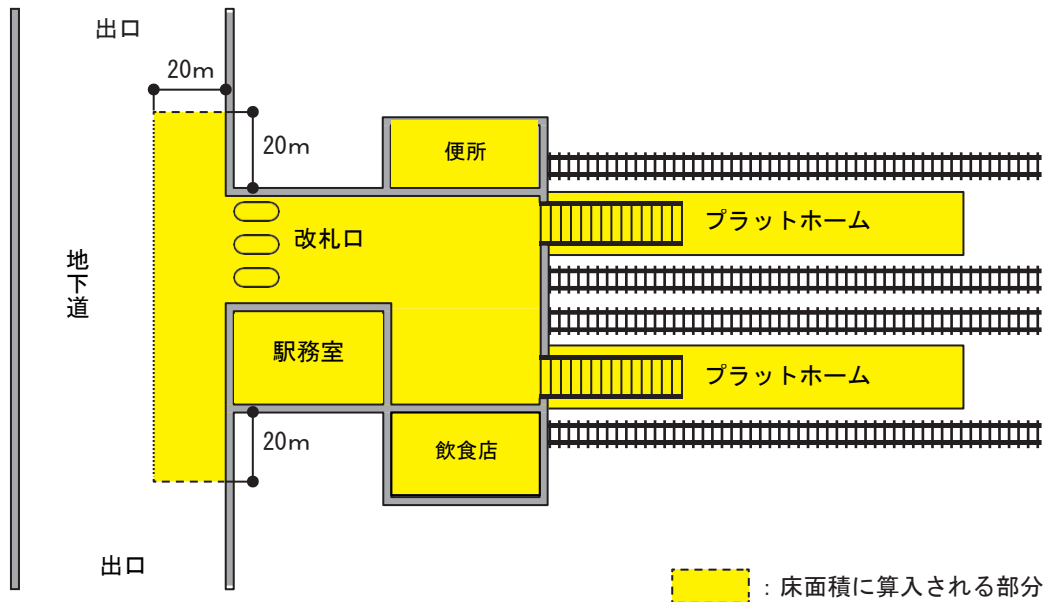 出口
20m
20m
便所
プラットホーム
改札口
地下道
駅務室
プラットホーム
20m
飲食店
出口
：床面積に算入される部分